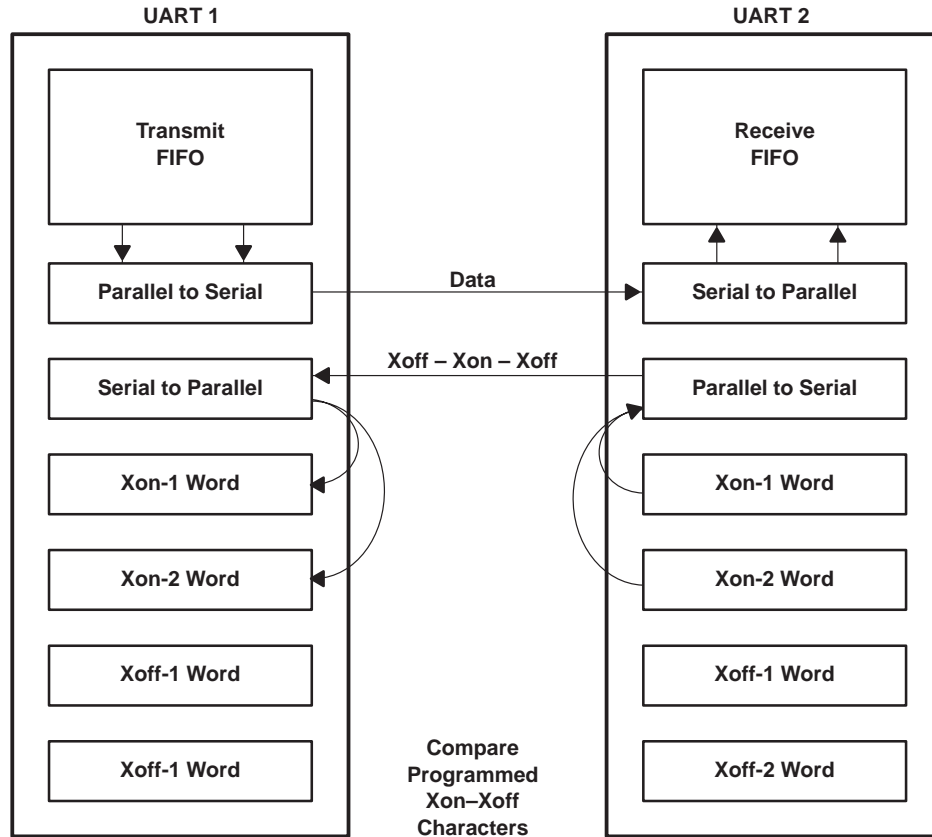 UART 1
UART 2
Transmit
FIFO
Receive
FIFO
Parallel to Serial
Data
Serial to Parallel
Serial to Parallel
Xoff – Xon – Xoff
Parallel to Serial
Xon-1 Word
Xon-1 Word
Xon-2 Word
Xon-2 Word
Xoff-1 Word
Xoff-1 Word
Xoff-1 Word
Compare
Programmed
Xon–Xoff
Characters
Xoff-2 Word